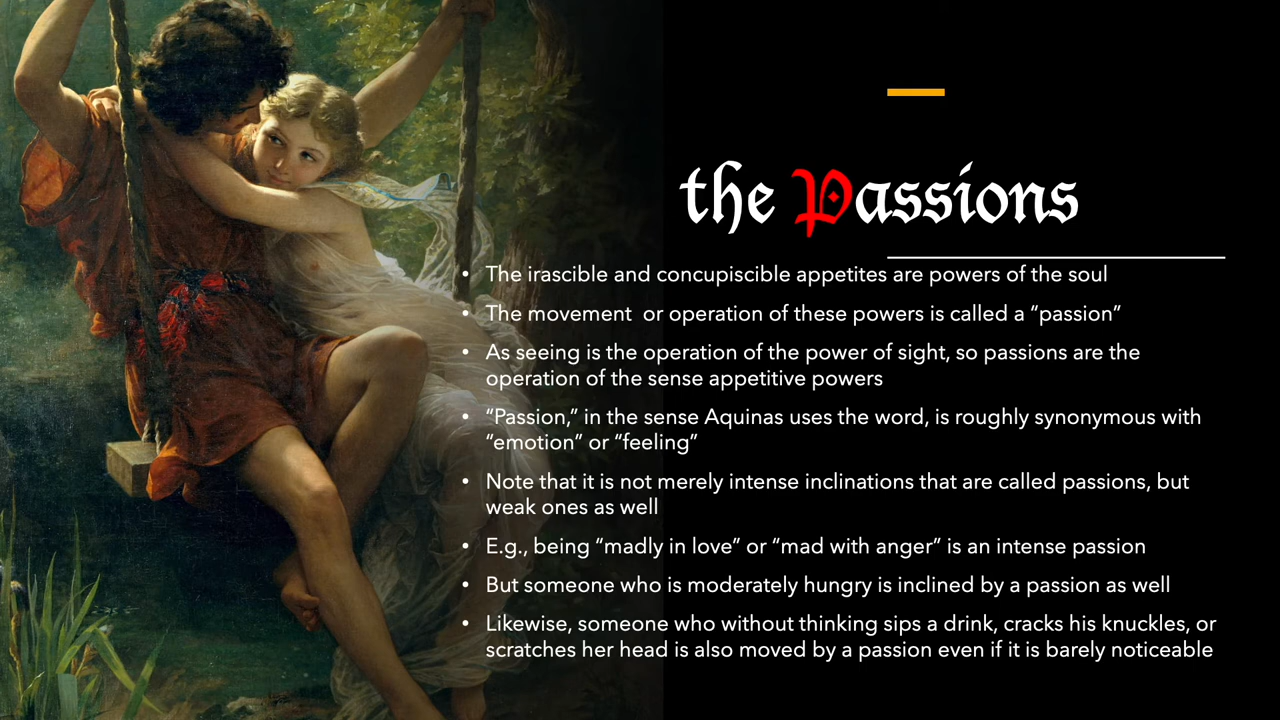 the Passions
• The irascible and concupiscible appetites are powers of the soul
• The movement  or operation of these powers is called a “passion”
• As seeing is the operation of the power of sight, so passions are the
operation of the sense appetitive powers
• “Passion,” in the sense Aquinas uses the word, is roughly synonymous with
“emotion” or “feeling”
• Note that it is not merely intense inclinations that are called passions, but
weak ones as well
• E.g., being “madly in love” or “mad with anger” is an intense passion
• But someone who is moderately hungry is inclined by a passion as well
• Likewise, someone who without thinking sips a drink, cracks his knuckles, or
scratches her head is also moved by a passion even if it is barely noticeable